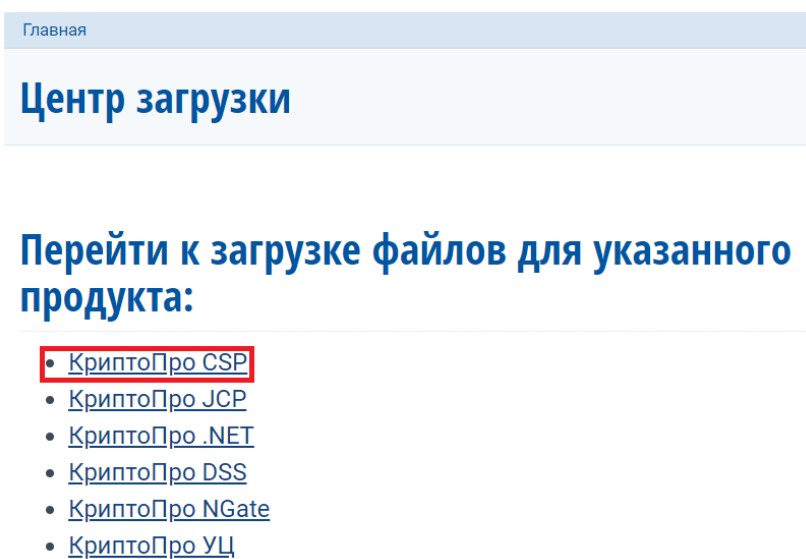 Главная
Центр загрузки
Перейти к загрузке файлов для указанного
продукта:
КриптоПро CSP
КриптоПро JCP
КриптоПро .NET
КриптоПро DSS
КриптоПро NGate
КриптоПро УЦ